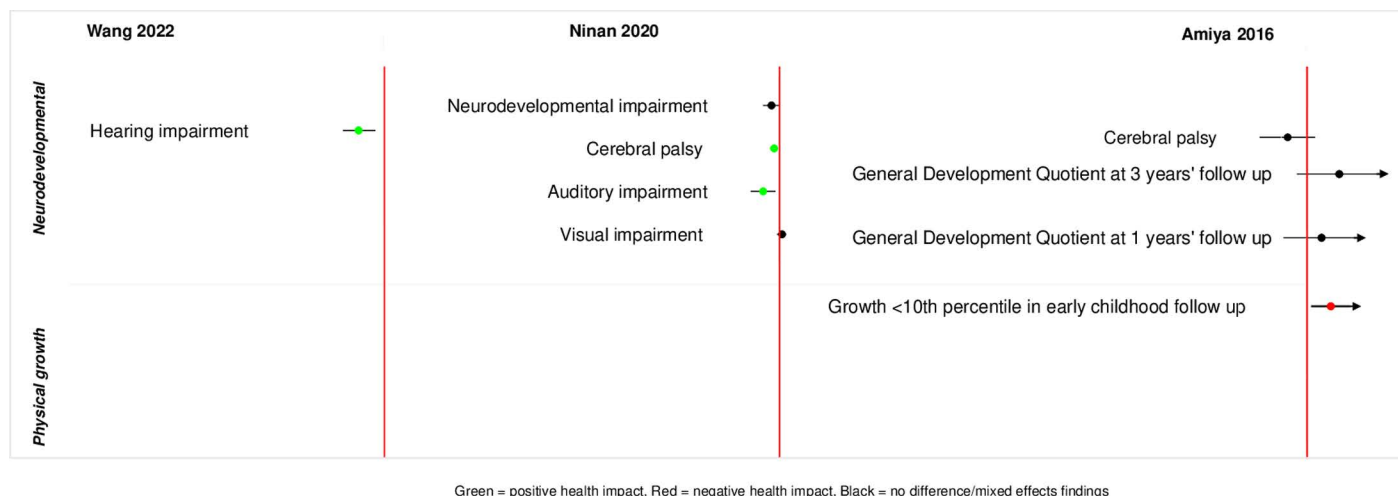 Wang 2022
Ninan 2020
Amiya 2016
Neurodevelopmental
Hearing impairment
Neurodevelopmental impairment
Cerebral palsy
Auditory impairment
Visual impairment
Cerebral palsy
General Development Quotient at 3 years' follow up
General Development Quotient at 1 years' follow up
Physical growth
Growth <10th percentile in early childhood follow up
Green = positive health impact, Red = negative health impact, Black = no difference/mixed effects findings